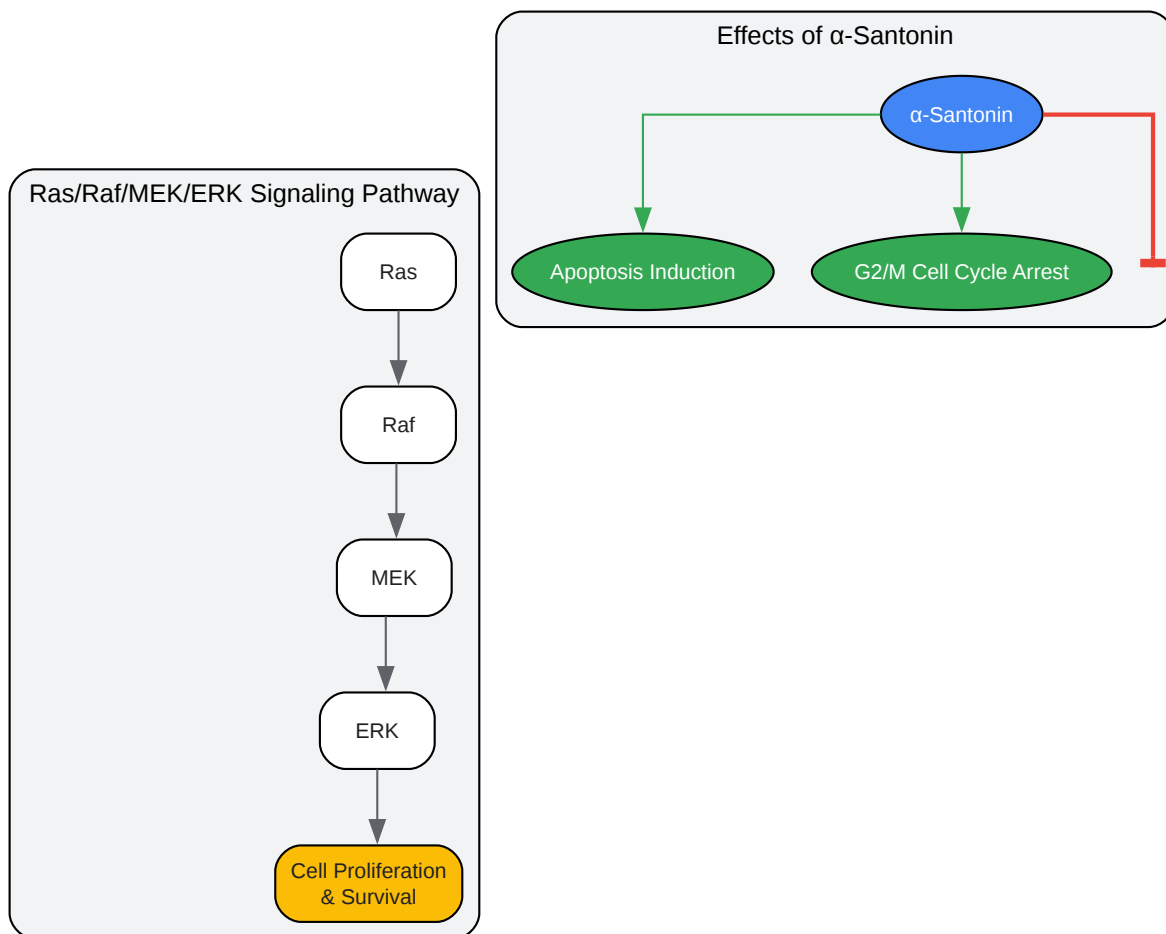 Effects of α-Santonin
α-Santonin
Apoptosis Induction
G2/M Cell Cycle Arrest
Ras/Raf/MEK/ERK Signaling Pathway
Ras
Raf
MEK
ERK
Cell Proliferation
& Survival